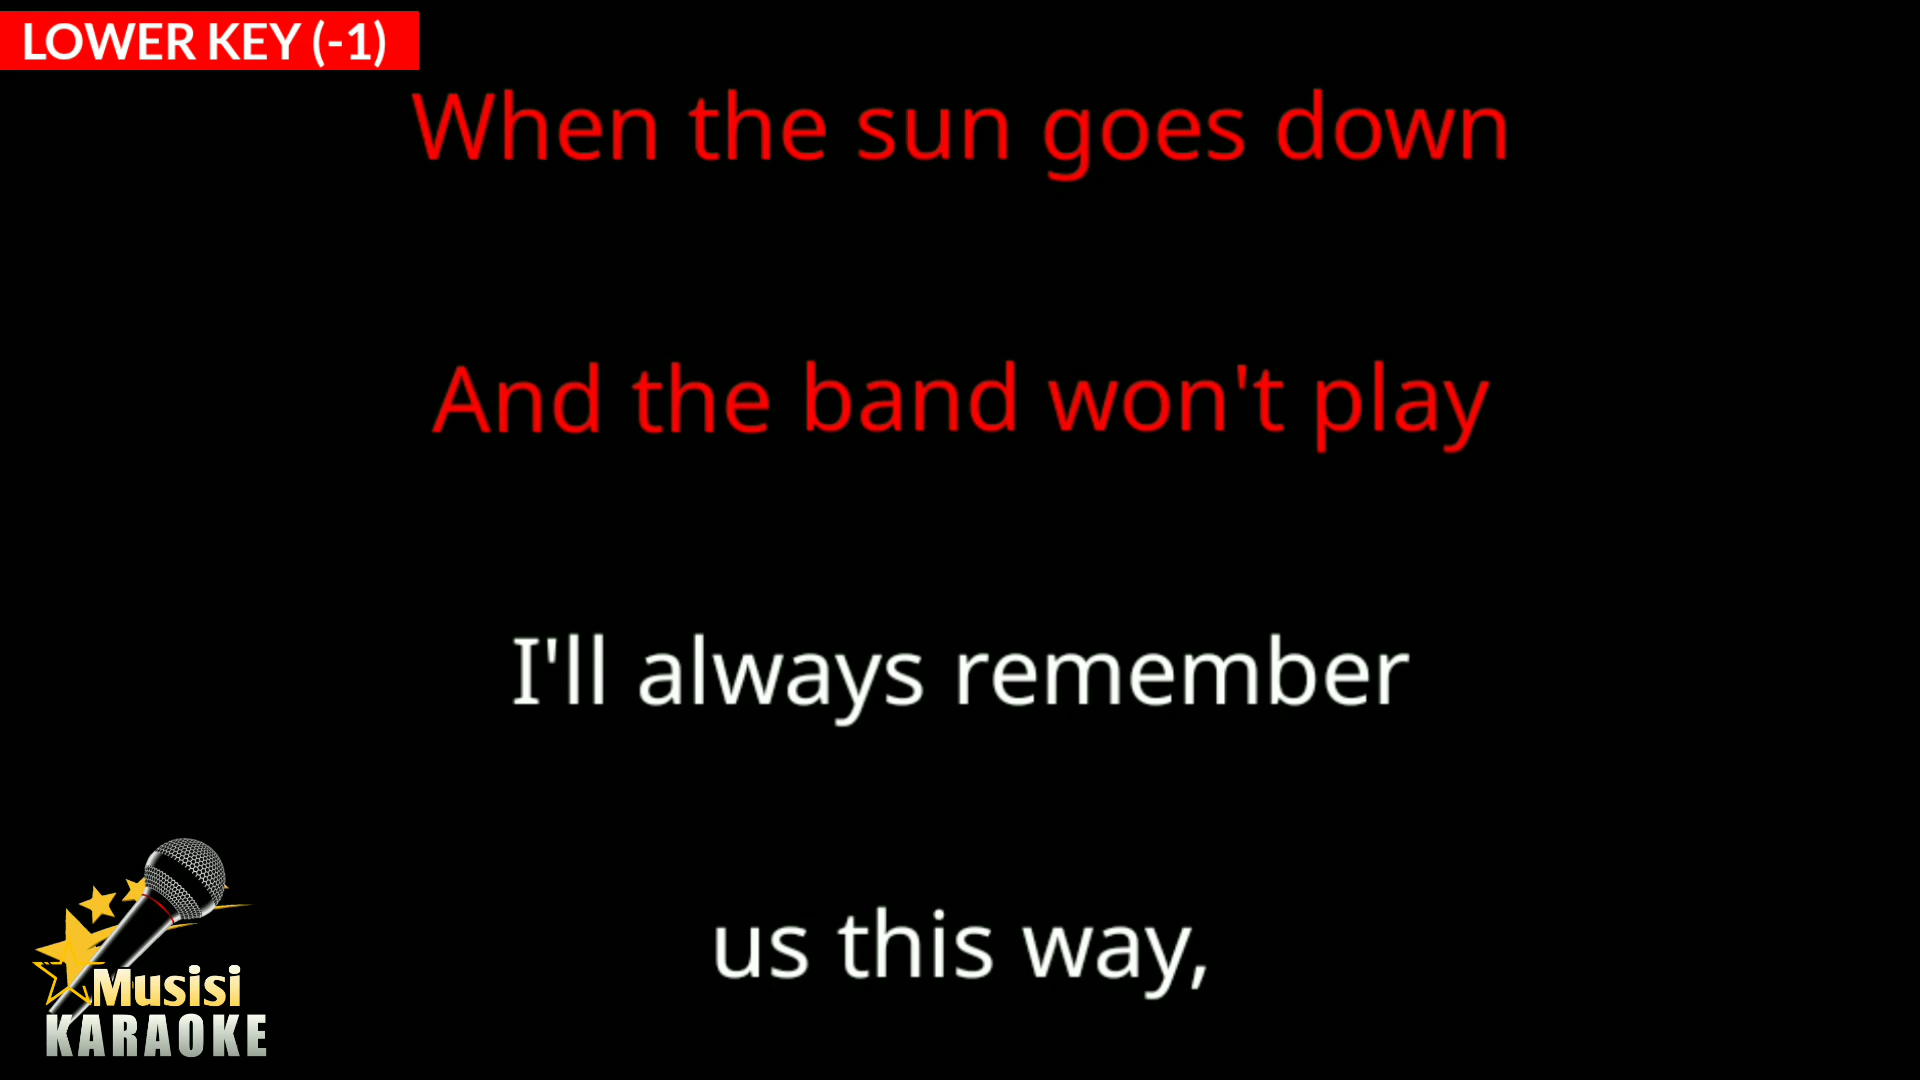 LOWER KEY (-1)
When the sun goes down
And the band won't play
I'll always remember
us this way,
Musisi
KARAOKE